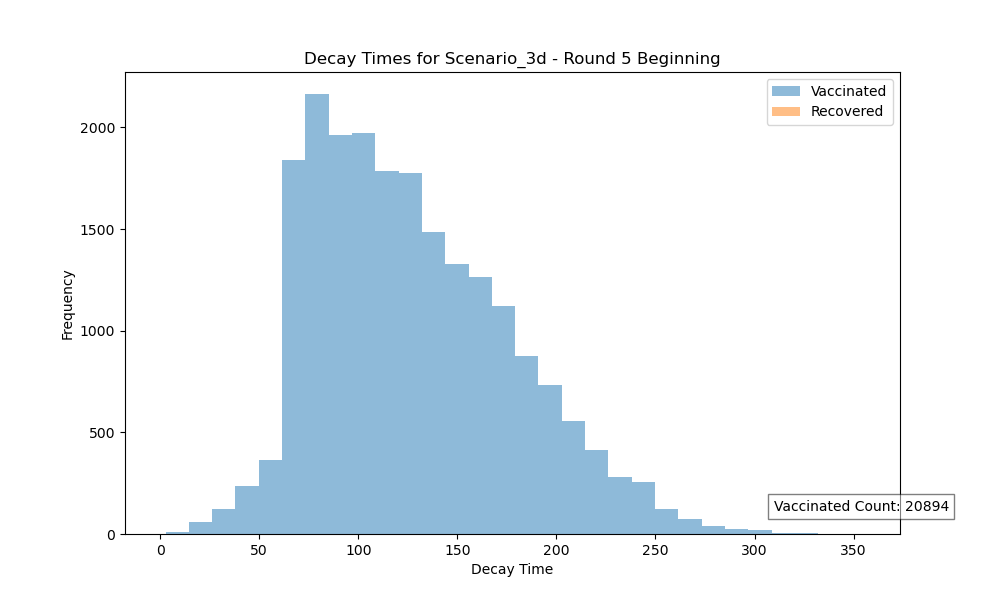 Decay Times for Scenario_3d - Round 5 Beginning
Vaccinated
Recovered
2000
1500
1000
500
0
Frequency
Vaccinated Count: 20894
0 50 100 150 200 250 300 350
Decay Time